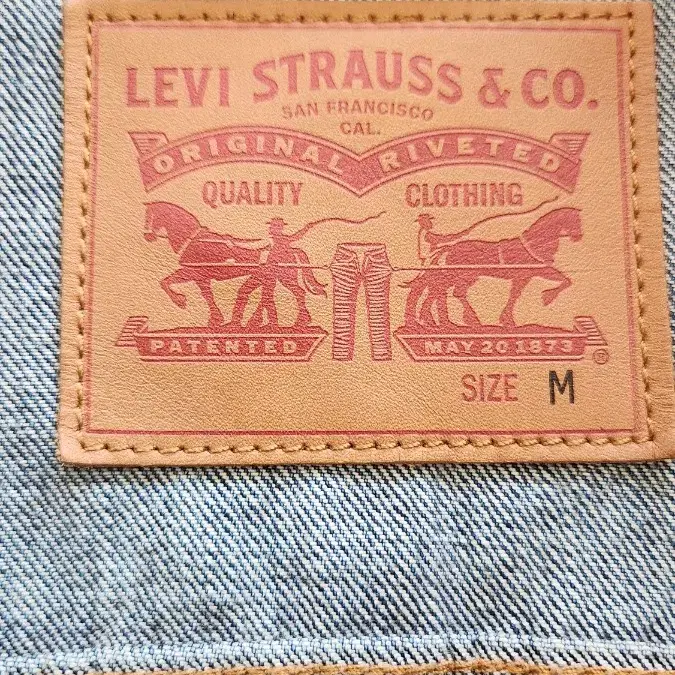 LEVI STRAUSS & CO.
SAN FRANCISCO
CAL.
ORIGINAL RIVETED
QUALITY CLOTHING
PATENTED MAY 20 1873 ®
SIZE M